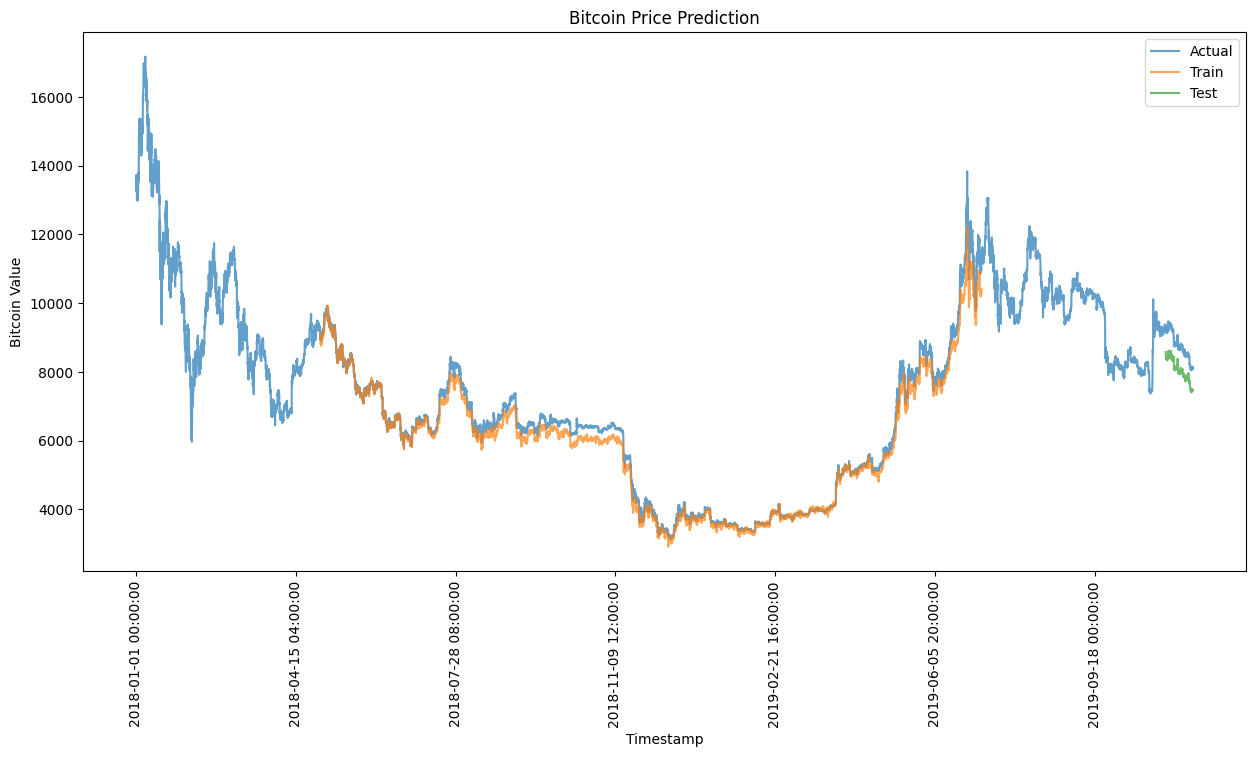 Bitcoin Price Prediction
Actual
Train
Test
Bitcoin Value
16000
14000
12000
10000
8000
6000
4000
2018-01-01 00:00:00
2018-04-15 04:00:00
2018-07-28 08:00:00
2018-11-09 12:00:00
2019-02-21 16:00:00
2019-06-05 20:00:00
2019-09-18 00:00:00
Timestamp